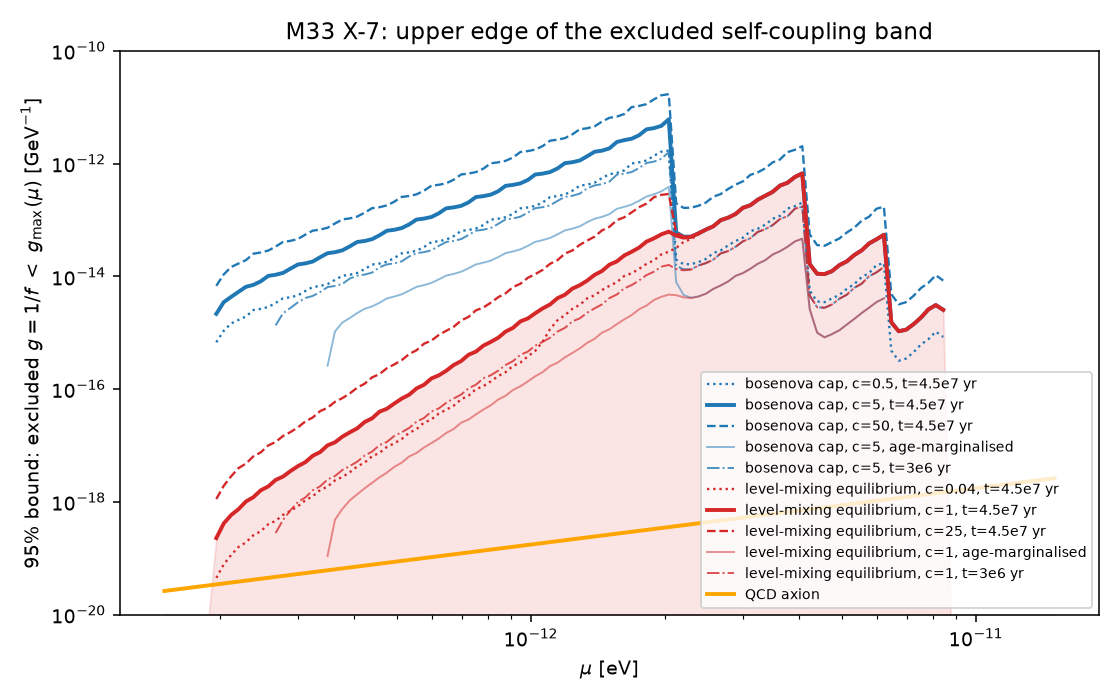 M33 X-7: upper edge of the excluded self-coupling band
95% bound: excluded g = 1/f < g_max(μ) [GeV⁻¹]
10⁻¹⁰
10⁻¹²
10⁻¹⁴
10⁻¹⁶
10⁻¹⁸
10⁻²⁰
bosenova cap, c=0.5, t=4.5e7 yr
bosenova cap, c=5, t=4.5e7 yr
bosenova cap, c=50, t=4.5e7 yr
bosenova cap, c=5, age-marginalised
bosenova cap, c=5, t=3e6 yr
level-mixing equilibrium, c=0.04, t=4.5e7 yr
level-mixing equilibrium, c=1, t=4.5e7 yr
level-mixing equilibrium, c=25, t=4.5e7 yr
level-mixing equilibrium, c=1, age-marginalised
level-mixing equilibrium, c=1, t=3e6 yr
QCD axion
10⁻¹²
10⁻¹¹
μ [eV]